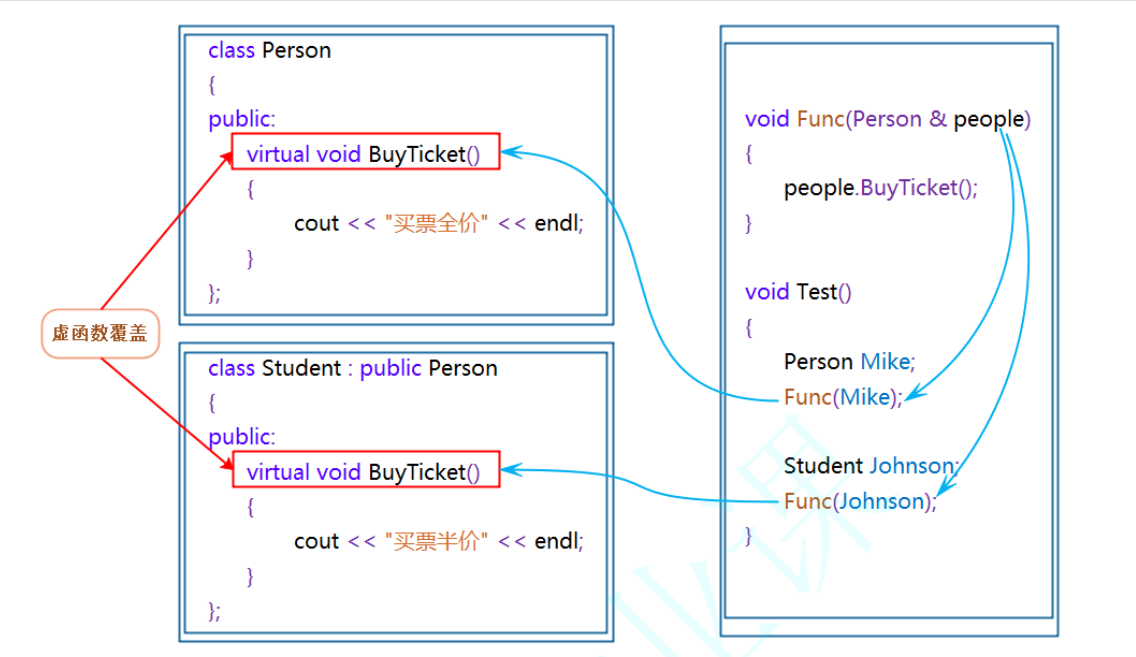 class Person
{
public:
virtual void BuyTicket()
{
cout << "买票全价" << endl;
}
};
虚函数覆盖
class Student : public Person
{
public:
virtual void BuyTicket()
{
cout << "买票半价" << endl;
}
};
void Func(Person & people)
{
people.BuyTicket();
}
void Test()
{
Person Mike;
Func(Mike);
Student Johnson;
Func(Johnson);
}
业课